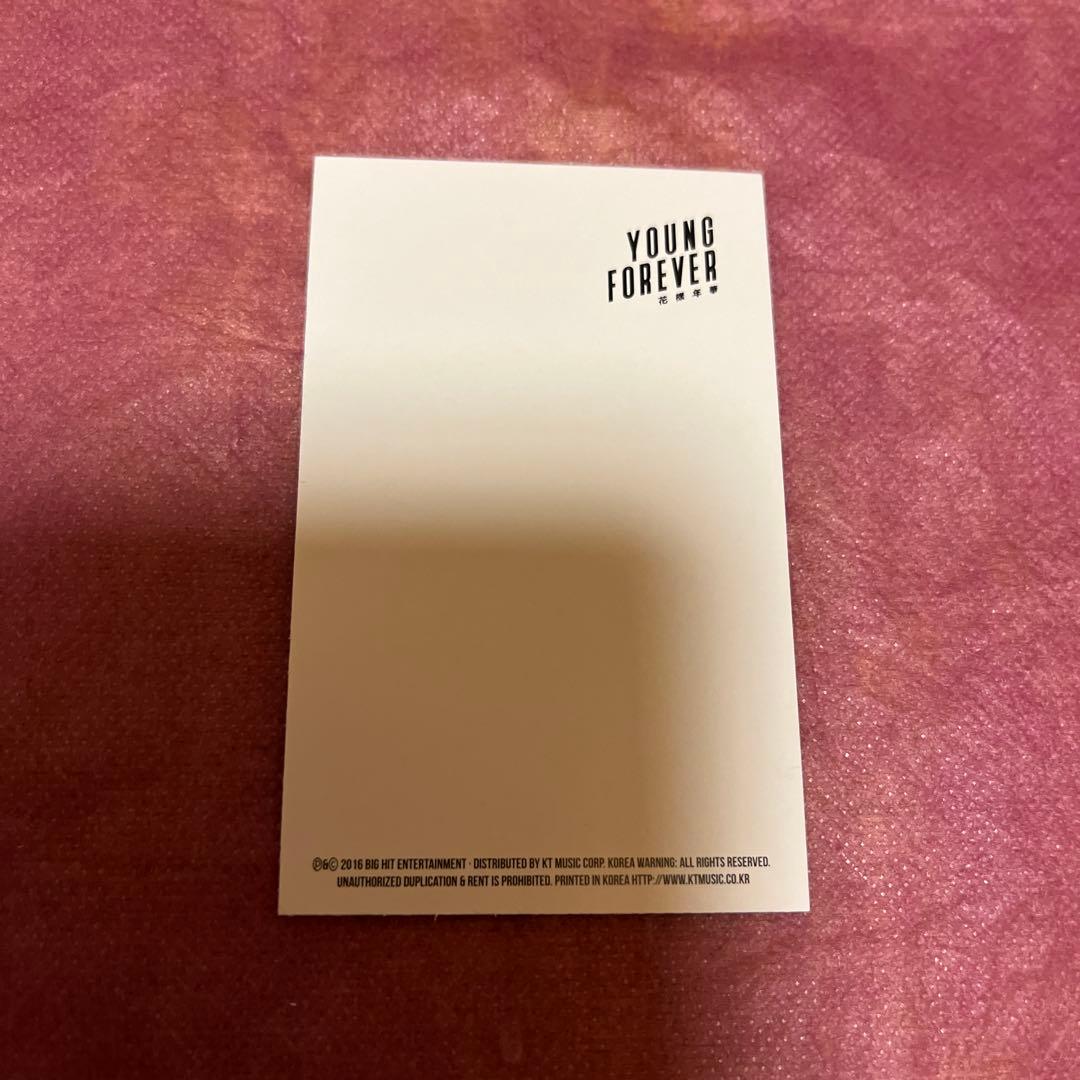 YOUNG
FOREVER
花樣年華
℗&© 2016 BIG HIT ENTERTAINMENT · DISTRIBUTED BY KT MUSIC CORP. KOREA WARNING: ALL RIGHTS RESERVED.
UNAUTHORIZED DUPLICATION & RENT IS PROHIBITED. PRINTED IN KOREA HTTP://WWW.KTMUSIC.CO.KR